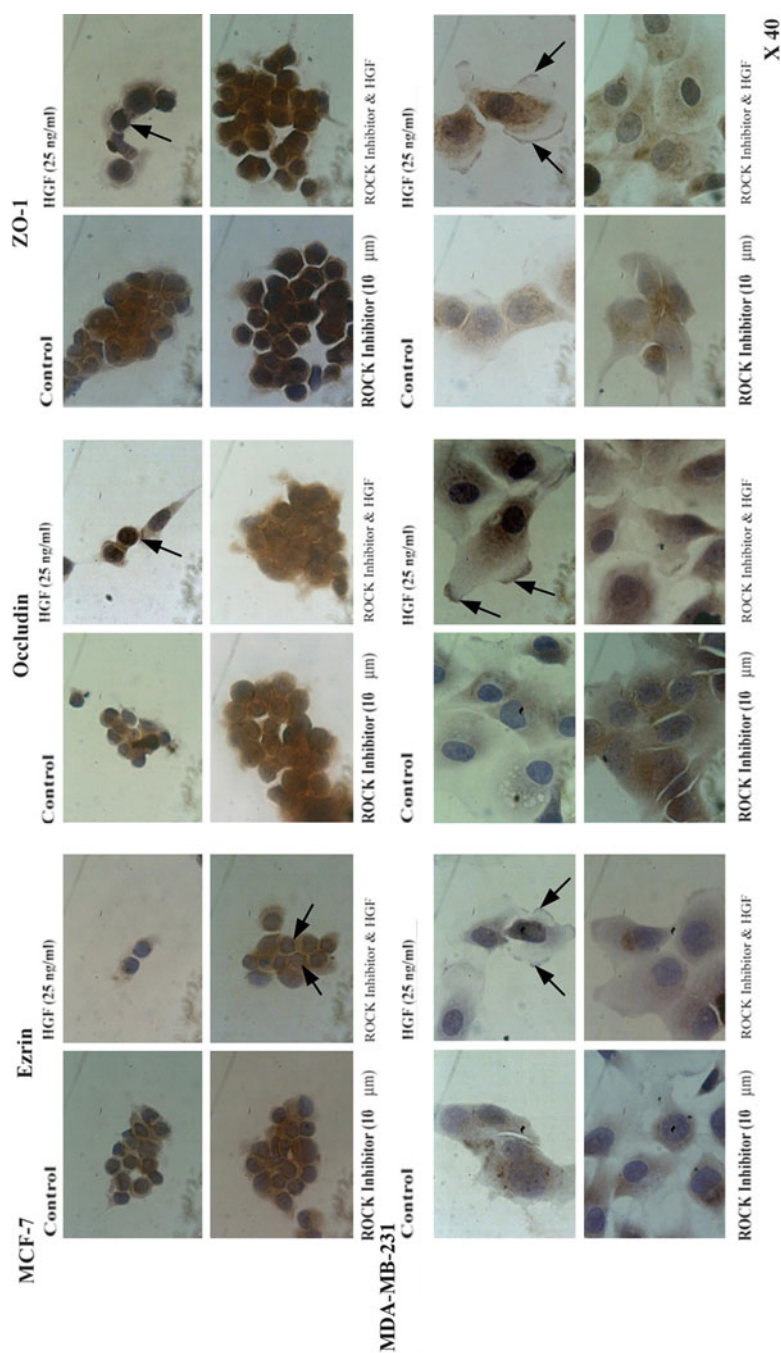 Ezrin
Occludin
ZO-1
MCF-7
Control
HGF (25 ng/ml)
Control
HGF (25 ng/ml)
Control
HGF (25 ng/ml)
ROCK Inhibitor (10 μm)
ROCK Inhibitor & HGF
ROCK Inhibitor (10 μm)
ROCK Inhibitor & HGF
ROCK Inhibitor (10 μm)
ROCK Inhibitor & HGF
MDA-MB-231
Control
HGF (25 ng/ml)
Control
HGF (25 ng/ml)
Control
HGF (25 ng/ml)
ROCK Inhibitor (10 μm)
ROCK Inhibitor & HGF
ROCK Inhibitor (10 μm)
ROCK Inhibitor & HGF
ROCK Inhibitor (10 μm)
ROCK Inhibitor & HGF
X 40